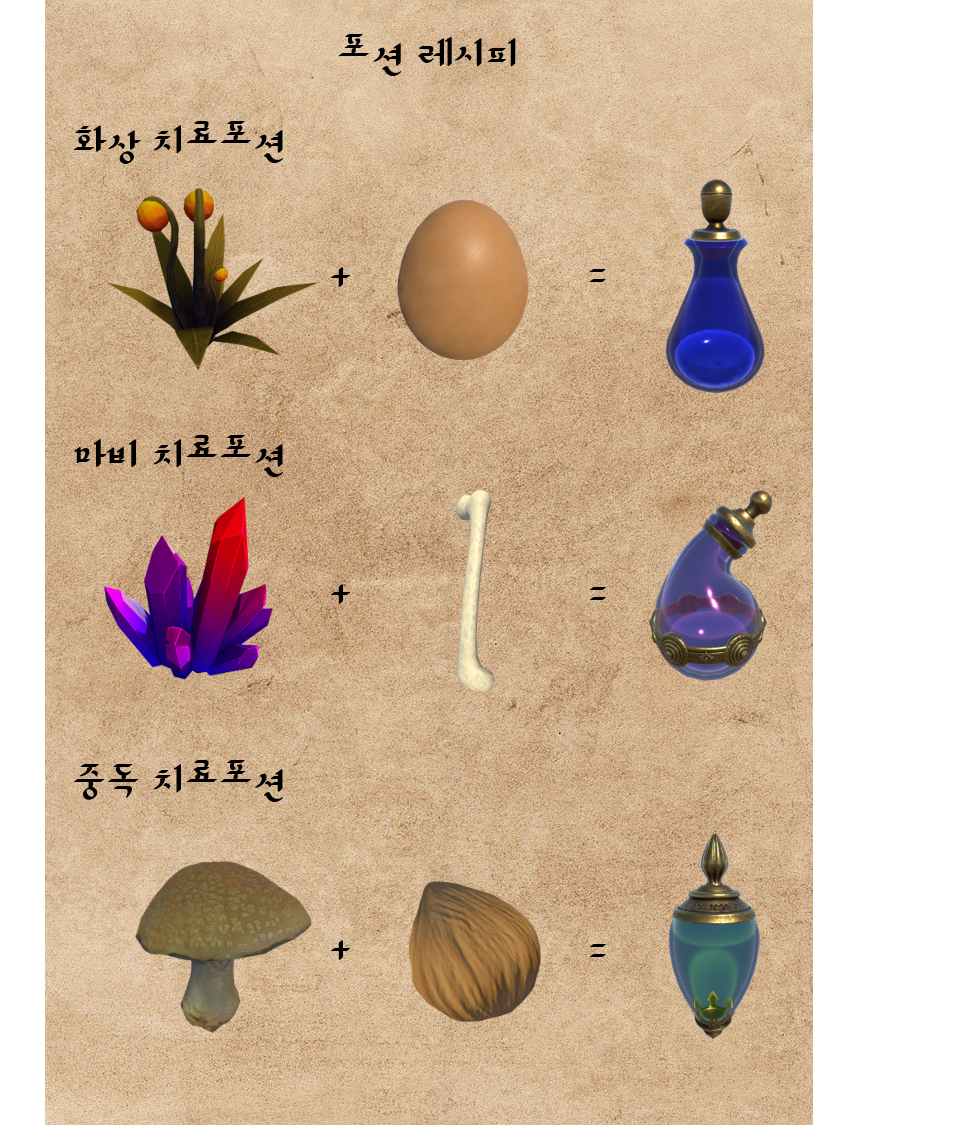 포션 레시피
화상 치료포션
+ =
마비 치료포션
+ =
중독 치료포션
+ =